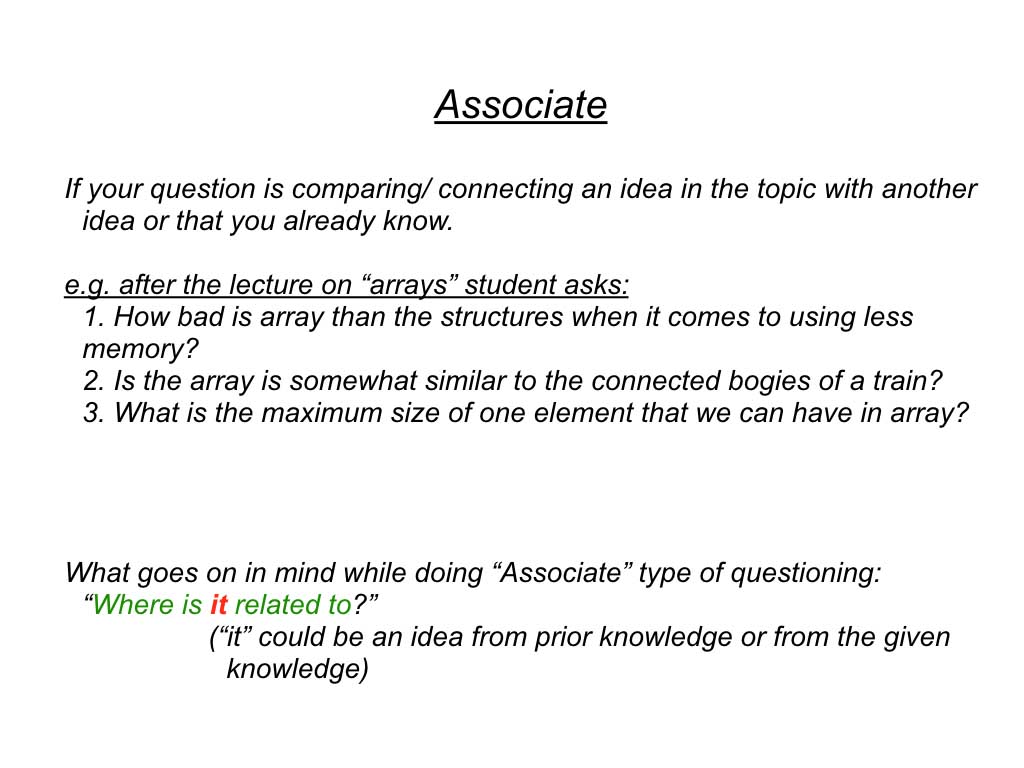 Associate
If your question is comparing/ connecting an idea in the topic with another
idea or that you already know.
e.g. after the lecture on “arrays” student asks:
1. How bad is array than the structures when it comes to using less
memory?
2. Is the array is somewhat similar to the connected bogies of a train?
3. What is the maximum size of one element that we can have in array?
What goes on in mind while doing “Associate” type of questioning:
“Where is it related to?”
(“it” could be an idea from prior knowledge or from the given
knowledge)